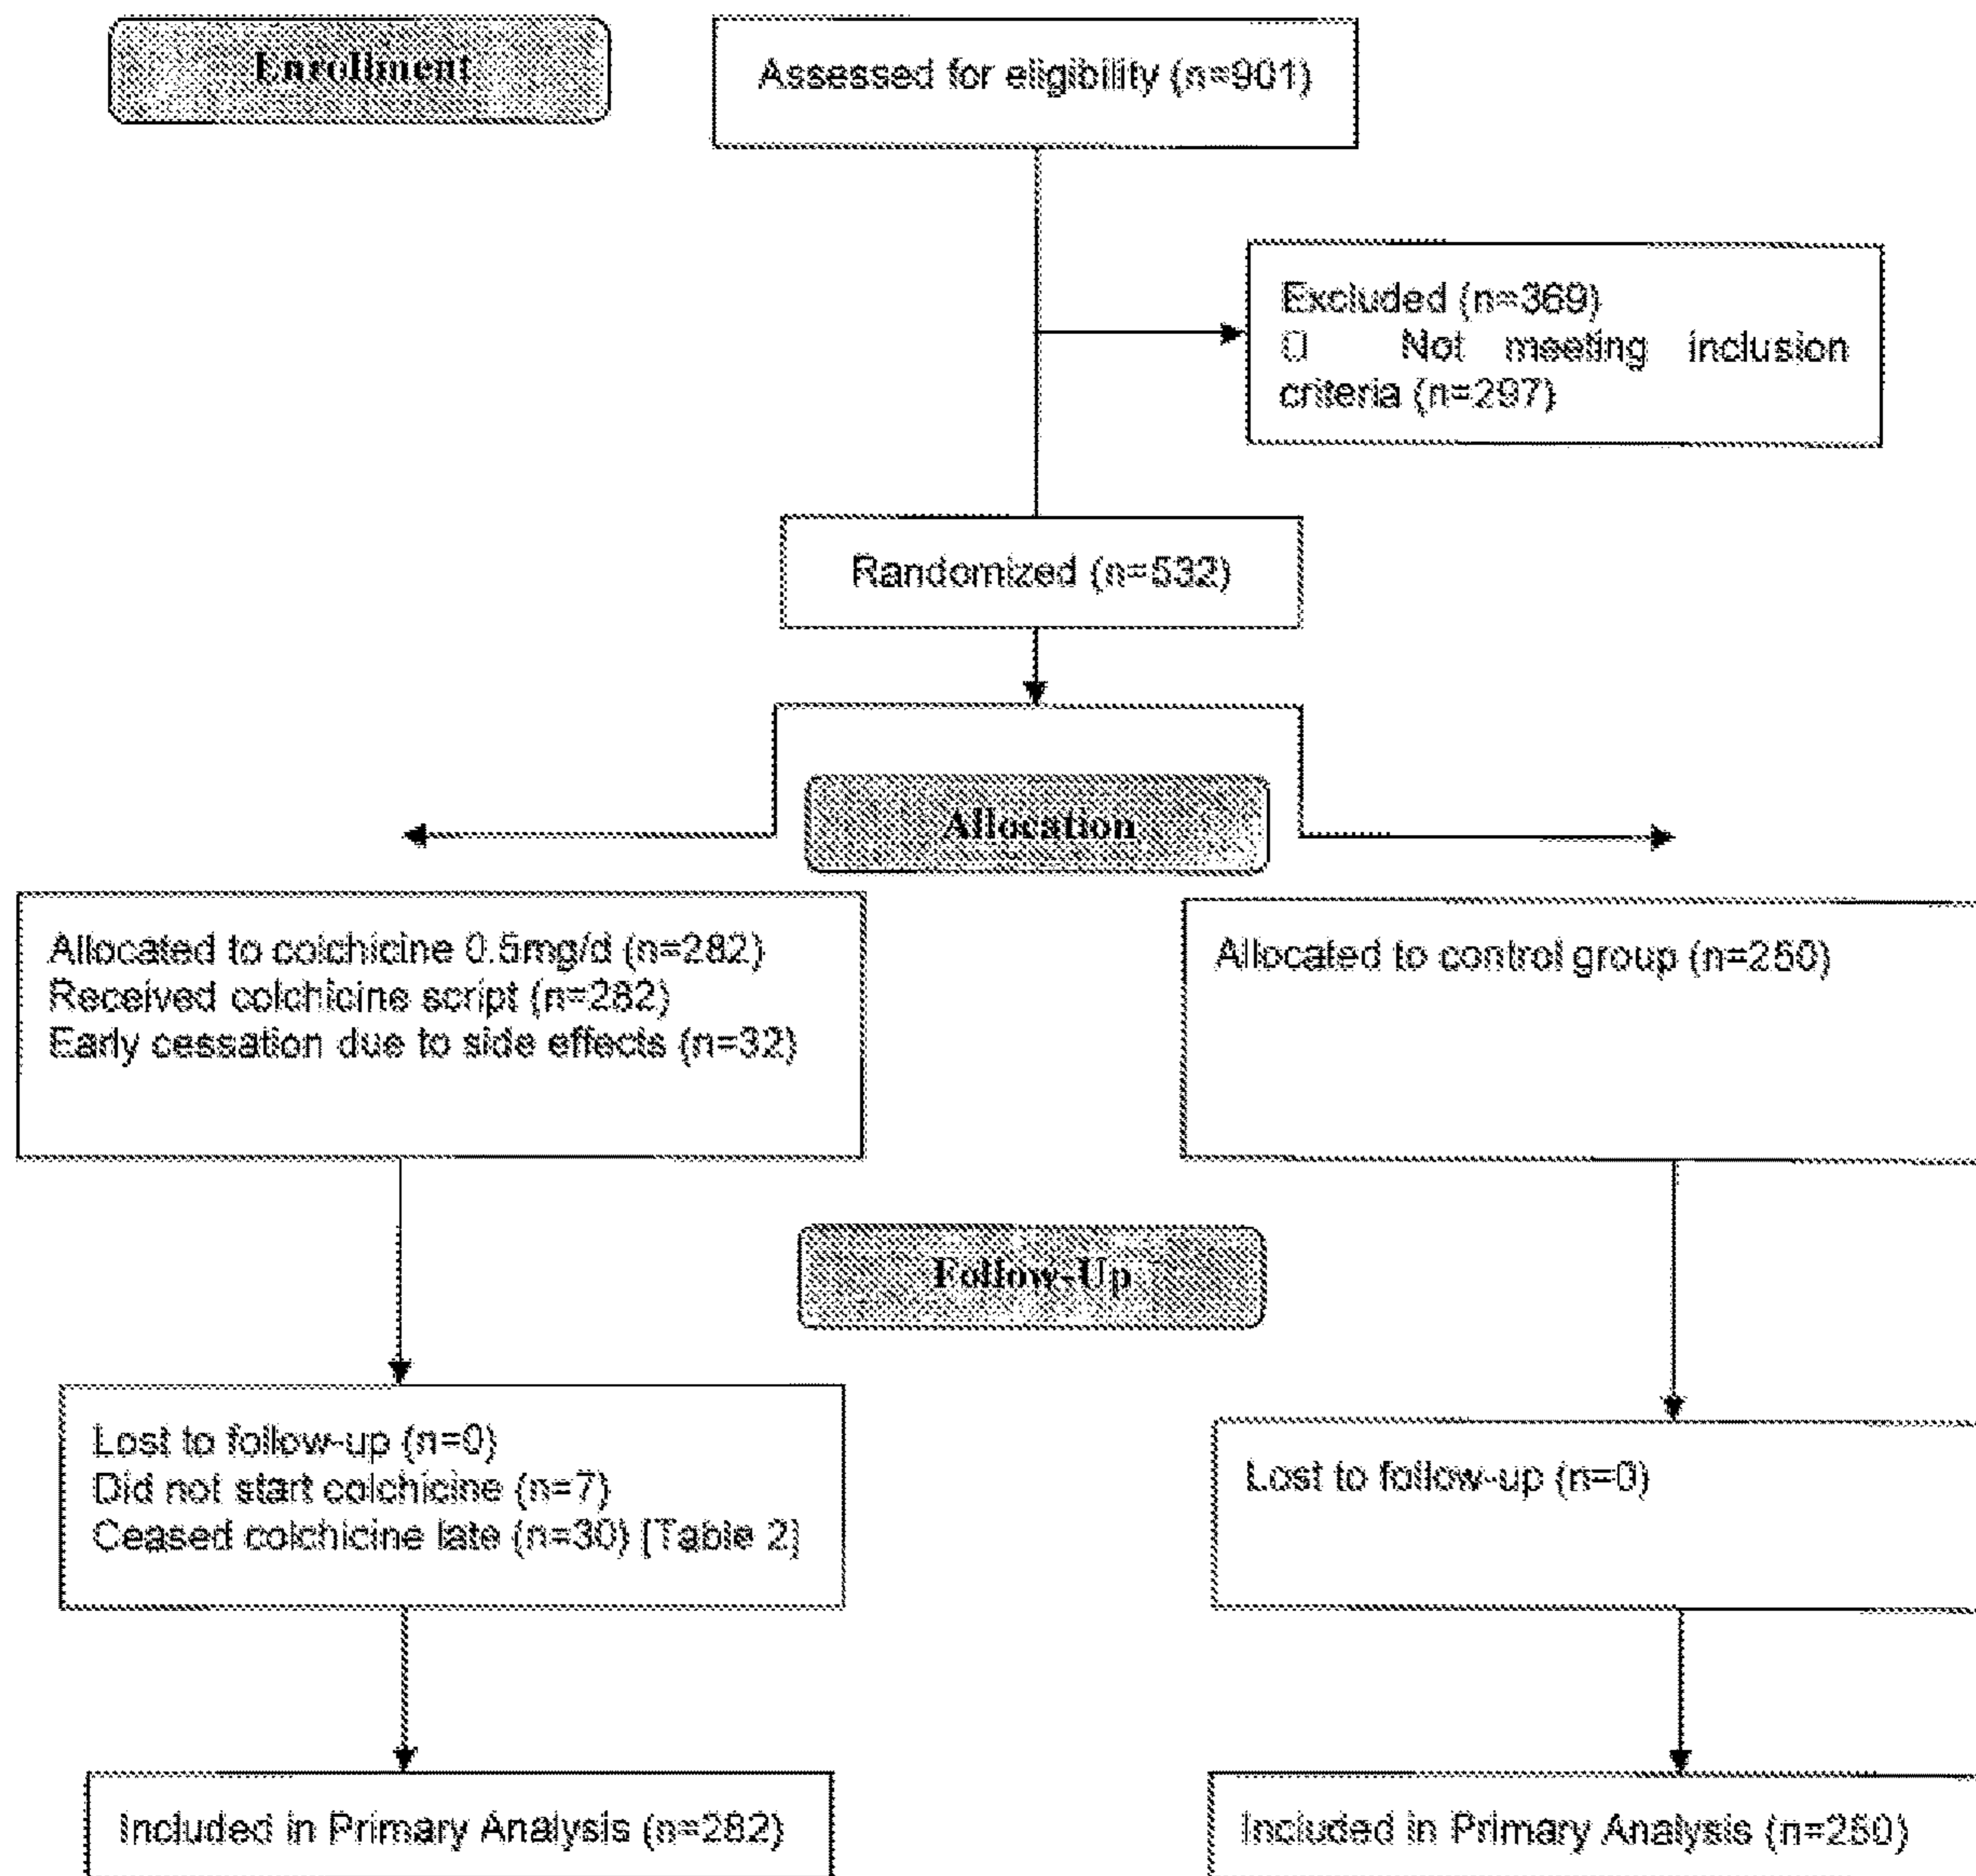 Enrollment
Assessed for eligibility (n=901)
Excluded (n=369)
Not meeting inclusion
criteria (n=297)
Randomized (n=532)
Allocation
Allocated to colchicine 0.5mg/d (n=282)
Received colchicine script (n=282)
Early cessation due to side effects (n=32)
Allocated to control group (n=250)
Follow-Up
Lost to follow-up (n=0)
Did not start colchicine (n=7)
Ceased colchicine late (n=30) [Table 2]
Lost to follow-up (n=0)
Included in Primary Analysis (n=282)
Included in Primary Analysis (n=250)